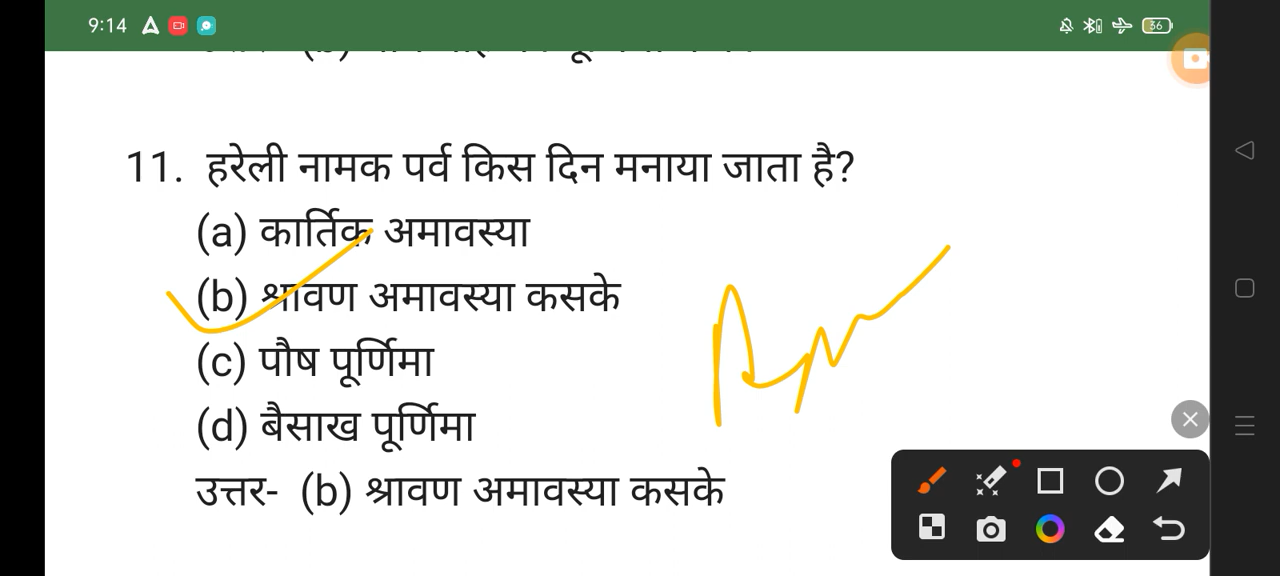 9:14
36
11. हरेली नामक पर्व किस दिन मनाया जाता है?
(a) कार्तिक अमावस्या
(b) श्रावण अमावस्या कसके
(c) पौष पूर्णिमा
(d) बैसाख पूर्णिमा
उत्तर- (b) श्रावण अमावस्या कसके